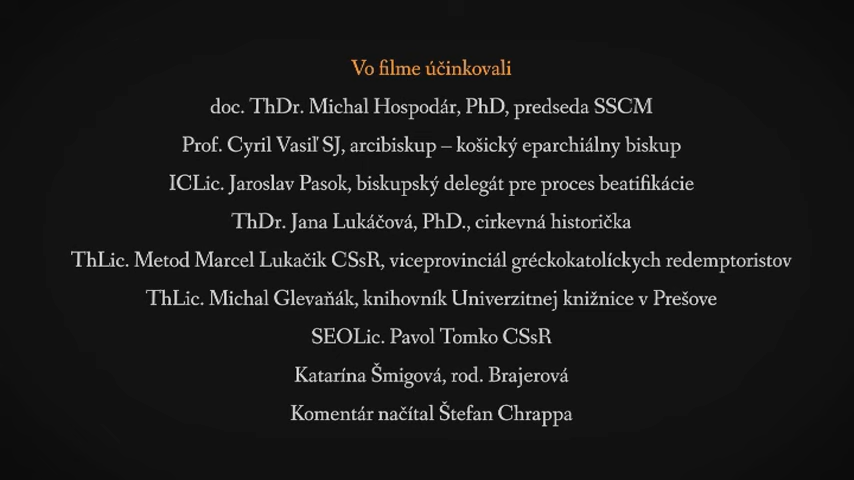 Vo filme účinkovali
doc. ThDr. Michal Hospodár, PhD, predseda SSCM
Prof. Cyril Vasiľ SJ, arcibiskup – košický eparchiálny biskup
ICLic. Jaroslav Pasok, biskupský delegát pre proces beatifikácie
ThDr. Jana Lukáčová, PhD., cirkevná historička
ThLic. Metod Marcel Lukačik CSsR, viceprovinciál gréckokatolíckych redemptoristov
ThLic. Michal Glevaňák, knihovník Univerzitnej knižnice v Prešove
SEOLic. Pavol Tomko CSsR
Katarína Šmigová, rod. Brajerová
Komentár načítal Štefan Chrappa